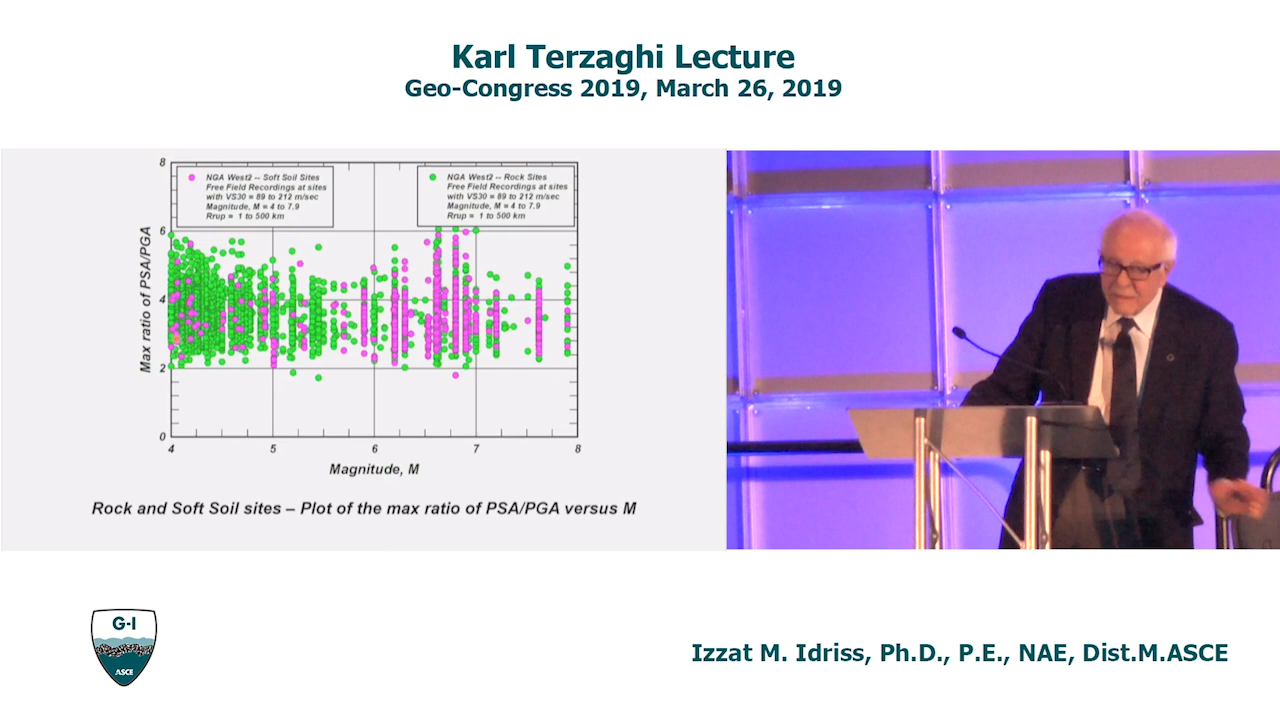 Karl Terzaghi Lecture
Geo-Congress 2019, March 26, 2019
8
6
4
2
0
Max ratio of PSA/PGA
NGA West2 -- Soft Soil Sites
Free Field Recordings at sites
with VS30 = 89 to 212 m/sec
Magnitude, M = 4 to 7.9
Rrup = 1 to 500 km
NGA West2 -- Rock Sites
Free Field Recordings at sites
with VS30 = 89 to 212 m/sec
Magnitude, M = 4 to 7.9
Rrup = 1 to 500 km
4 5 6 7 8
Magnitude, M
Rock and Soft Soil sites – Plot of the max ratio of PSA/PGA versus M
G-I
ASCE
Izzat M. Idriss, Ph.D., P.E., NAE, Dist.M.ASCE